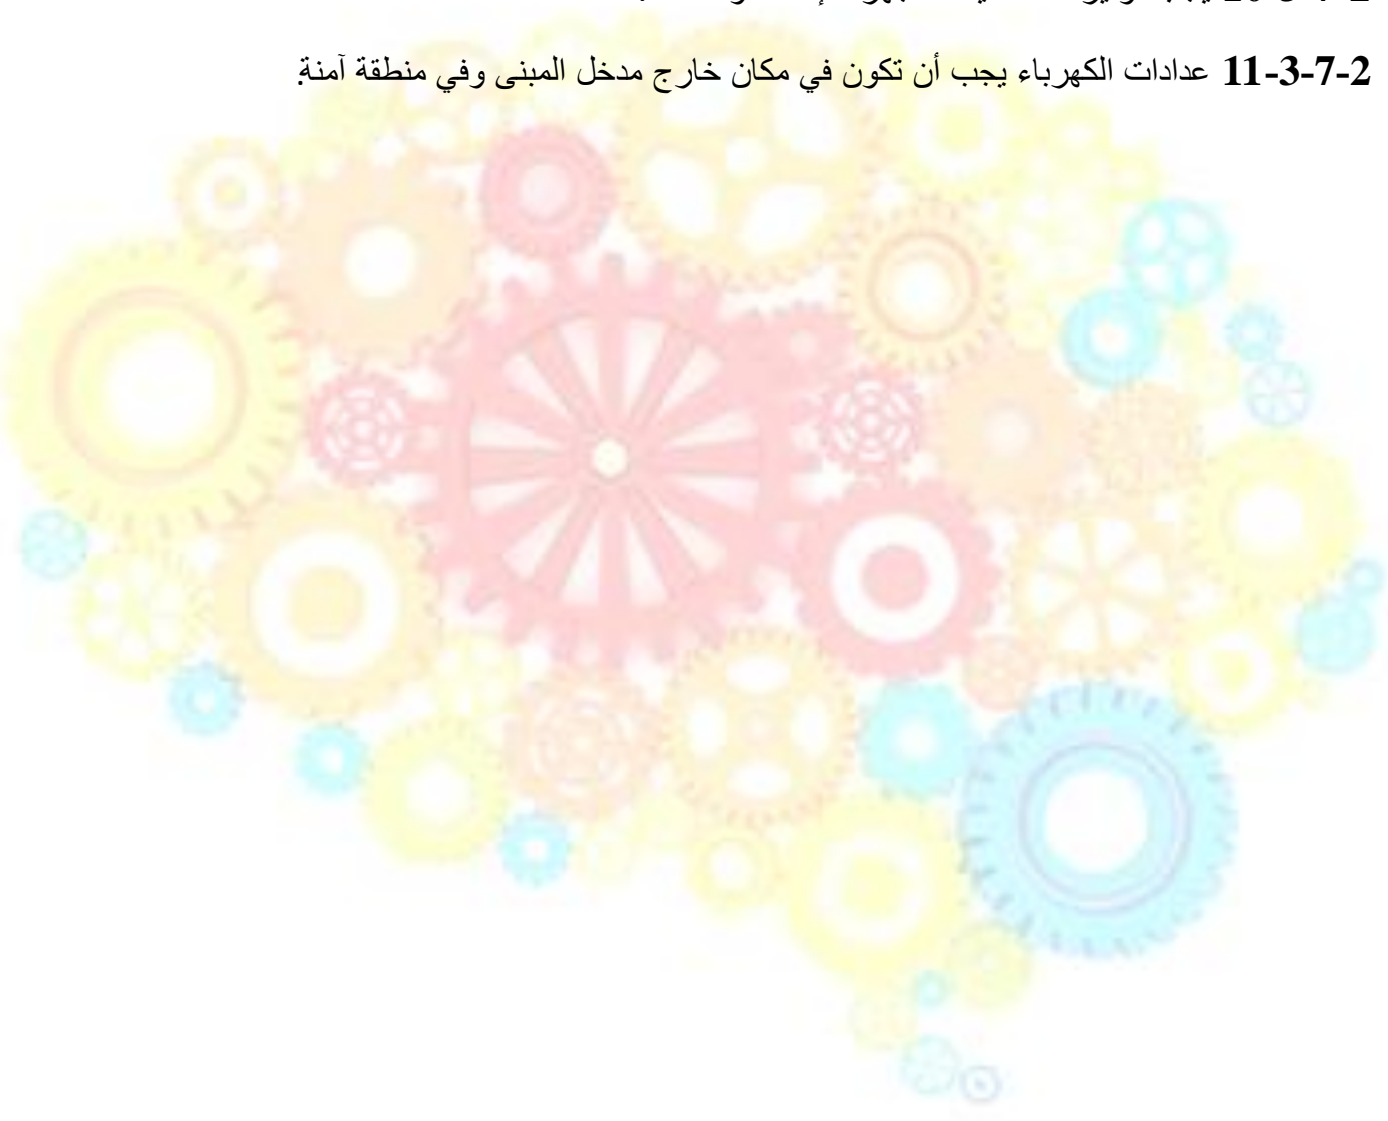 11-3-7-2 عدادات الكهرباء يجب أن تكون في مكان خارج مدخل المبنى وفي منطقة آمنة.